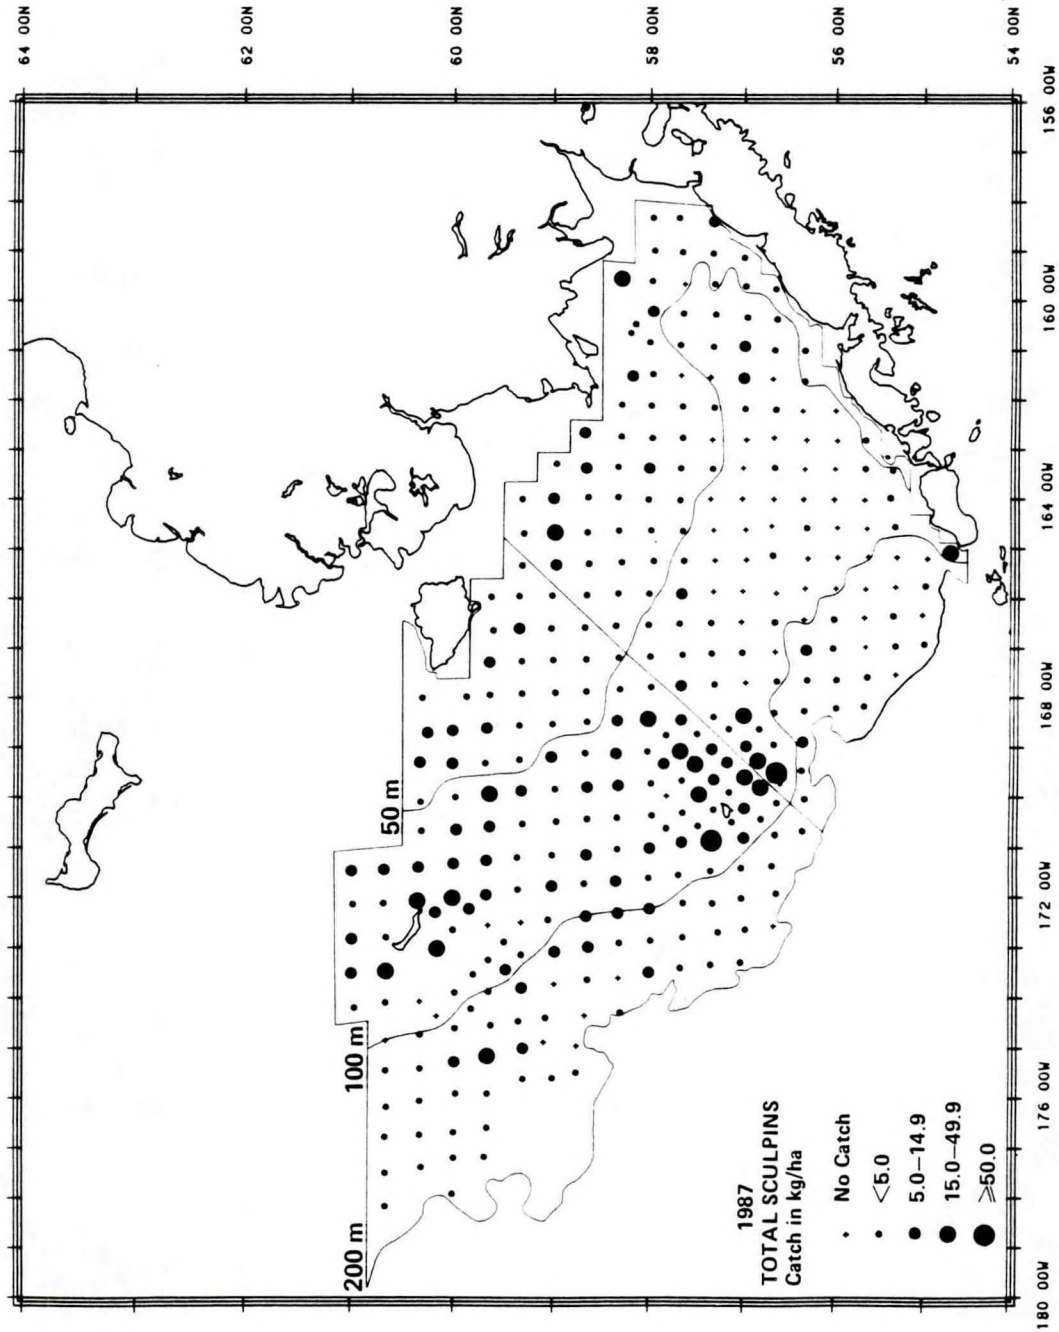 64 00N
62 00N
60 00N
58 00N
56 00N
54 00N
180 00W
176 00W
172 00W
168 00W
164 00W
160 00W
156 00W
50 m
100 m
200 m
1987
TOTAL SCULPINS
Catch in kg/ha
No Catch
<5.0
5.0–14.9
15.0–49.9
⩾50.0